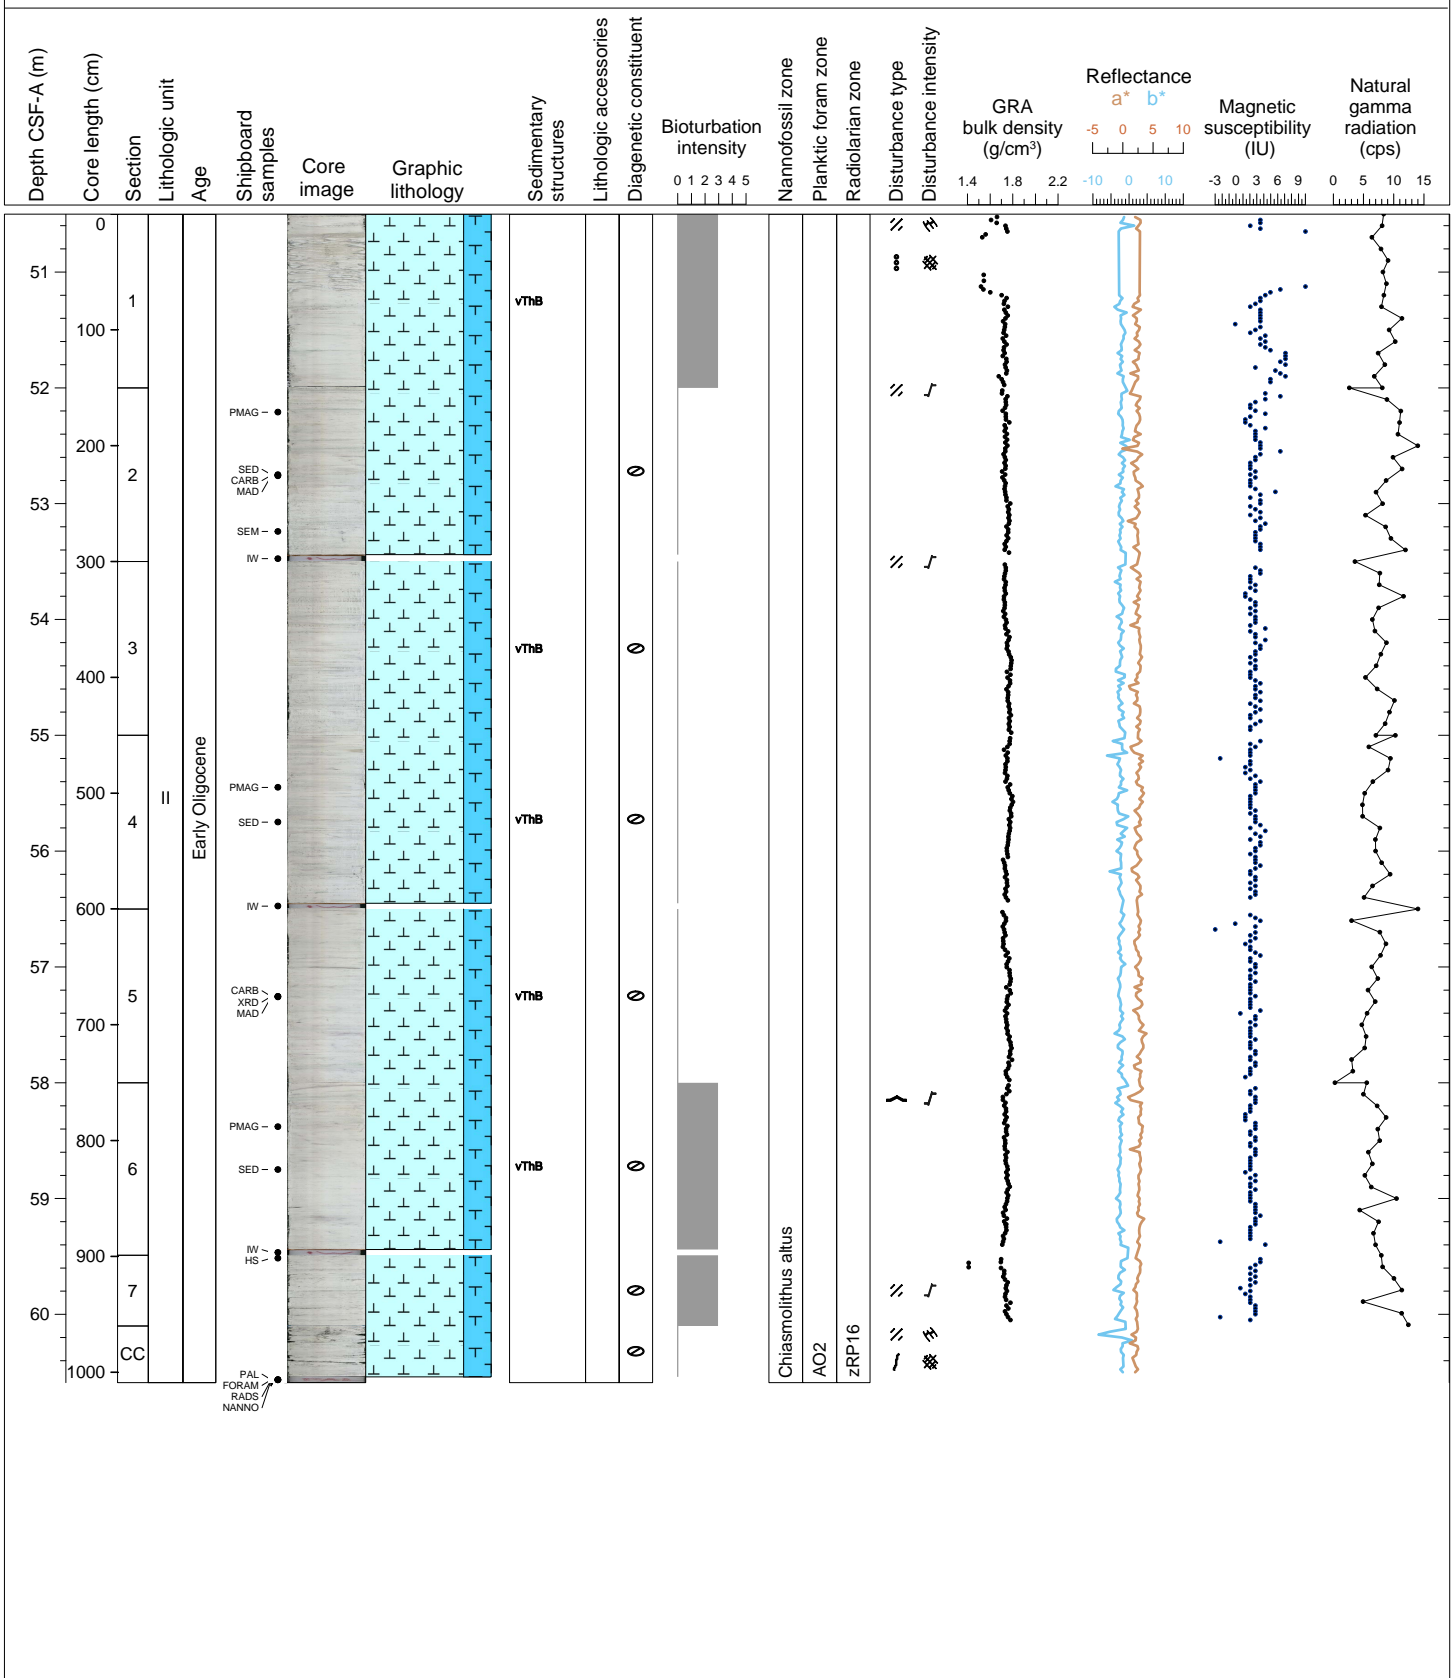 Depth CSF-A (m)
Core length (cm)
Section
Lithologic unit
Age
Shipboard
samples
Core
image
Graphic
lithology
Sedimentary
structures
Lithologic accessories
Diagenetic constituent
Bioturbation
intensity
0 1 2 3 4 5
Nannofossil zone
Planktic foram zone
Radiolarian zone
Disturbance type
Disturbance intensity
GRA
bulk density
(g/cm³)
1.4 1.8 2.2
Reflectance
a* b*
-5 0 5 10
-10 0 10
Magnetic
susceptibility
(IU)
-3 0 3 6 9
Natural
gamma
radiation
(cps)
0 5 10 15
0
51
1
vThB
100
52
PMAG
200
SED
CARB
MAD
2
53
SEM
IW
300
54
3
vThB
400
55
PMAG
500
II
Early Oligocene
SED
4
vThB
56
IW
600
57
CARB
XRD
MAD
5
vThB
700
58
PMAG
800
SED
6
vThB
59
IW
HS
900
7
60
CC
1000
PAL
FORAM
RADS
NANNO
Chiasmolithus altus
AO2
zRP16